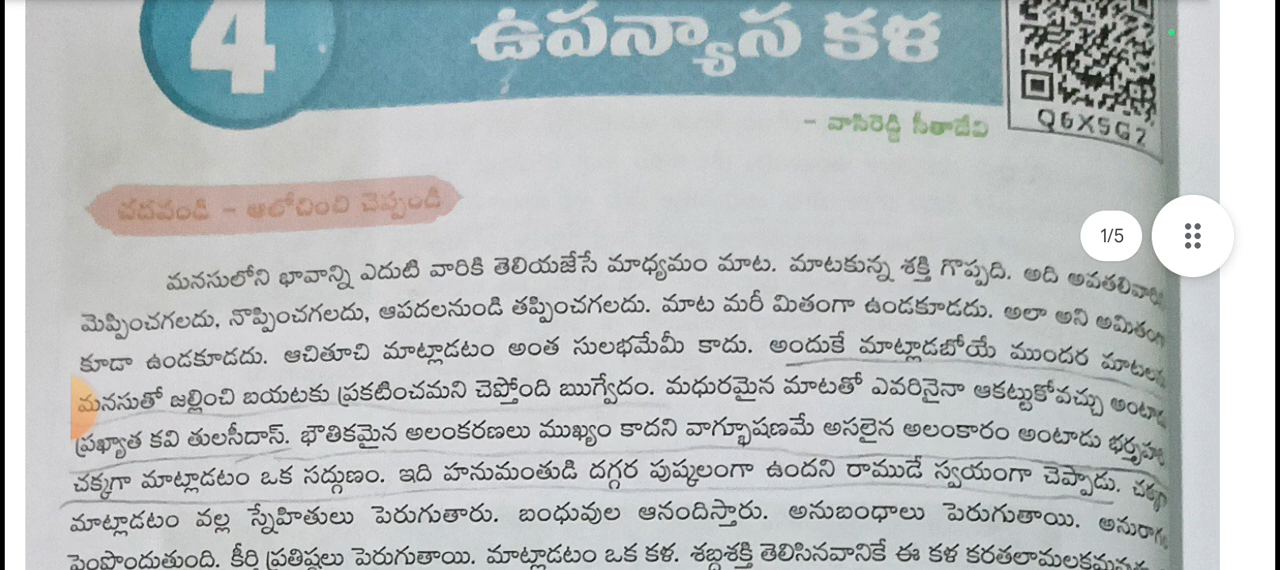 4
ఉపన్యాస కళ
Q6X5G2
- వాసిరెడ్డి సీతాదేవి
చదవండి - ఆలోచించి చెప్పండి
1/5
మనసులోని భావాన్ని ఎదుటి వారికి తెలియజేసే మాధ్యమం మాట. మాటకున్న శక్తి గొప్పది. అది
మెప్పించగలదు, నొప్పించగలదు, ఆపదలనుండి తప్పించగలదు. మాట మరీ మితంగా ఉండకూడదు. అలా అని
కూడా ఉండకూడదు. ఆచితూచి మాట్లాడటం అంత సులభమేమీ కాదు. అందుకే మాట్లాడబోయే ముందర
మనసుతో జల్లించి బయటకు ప్రకటించమని చెప్తోంది ఋగ్వేదం. మధురమైన మాటతో ఎవరినైనా ఆకట్టుకోవచ్చు
ప్రఖ్యాత కవి తులసీదాస్. భౌతికమైన అలంకరణలు ముఖ్యం కాదని వాగ్భూషణమే అసలైన అలంకారం అంటాడు
చక్కగా మాట్లాడటం ఒక సద్గుణం. ఇది హనుమంతుడి దగ్గర పుష్కలంగా ఉందని రాముడే స్వయంగా చెప్పాడు.
మాట్లాడటం వల్ల స్నేహితులు పెరుగుతారు. బంధువుల ఆనందిస్తారు. అనుబంధాలు పెరుగుతాయి.
పెంపొందుతుంది. కీర్తి ప్రతిష్ఠలు పెరుగుతాయి. మాట్లాడటం ఒక కళ. శబ్దశక్తి తెలిసినవానికే ఈ కళ